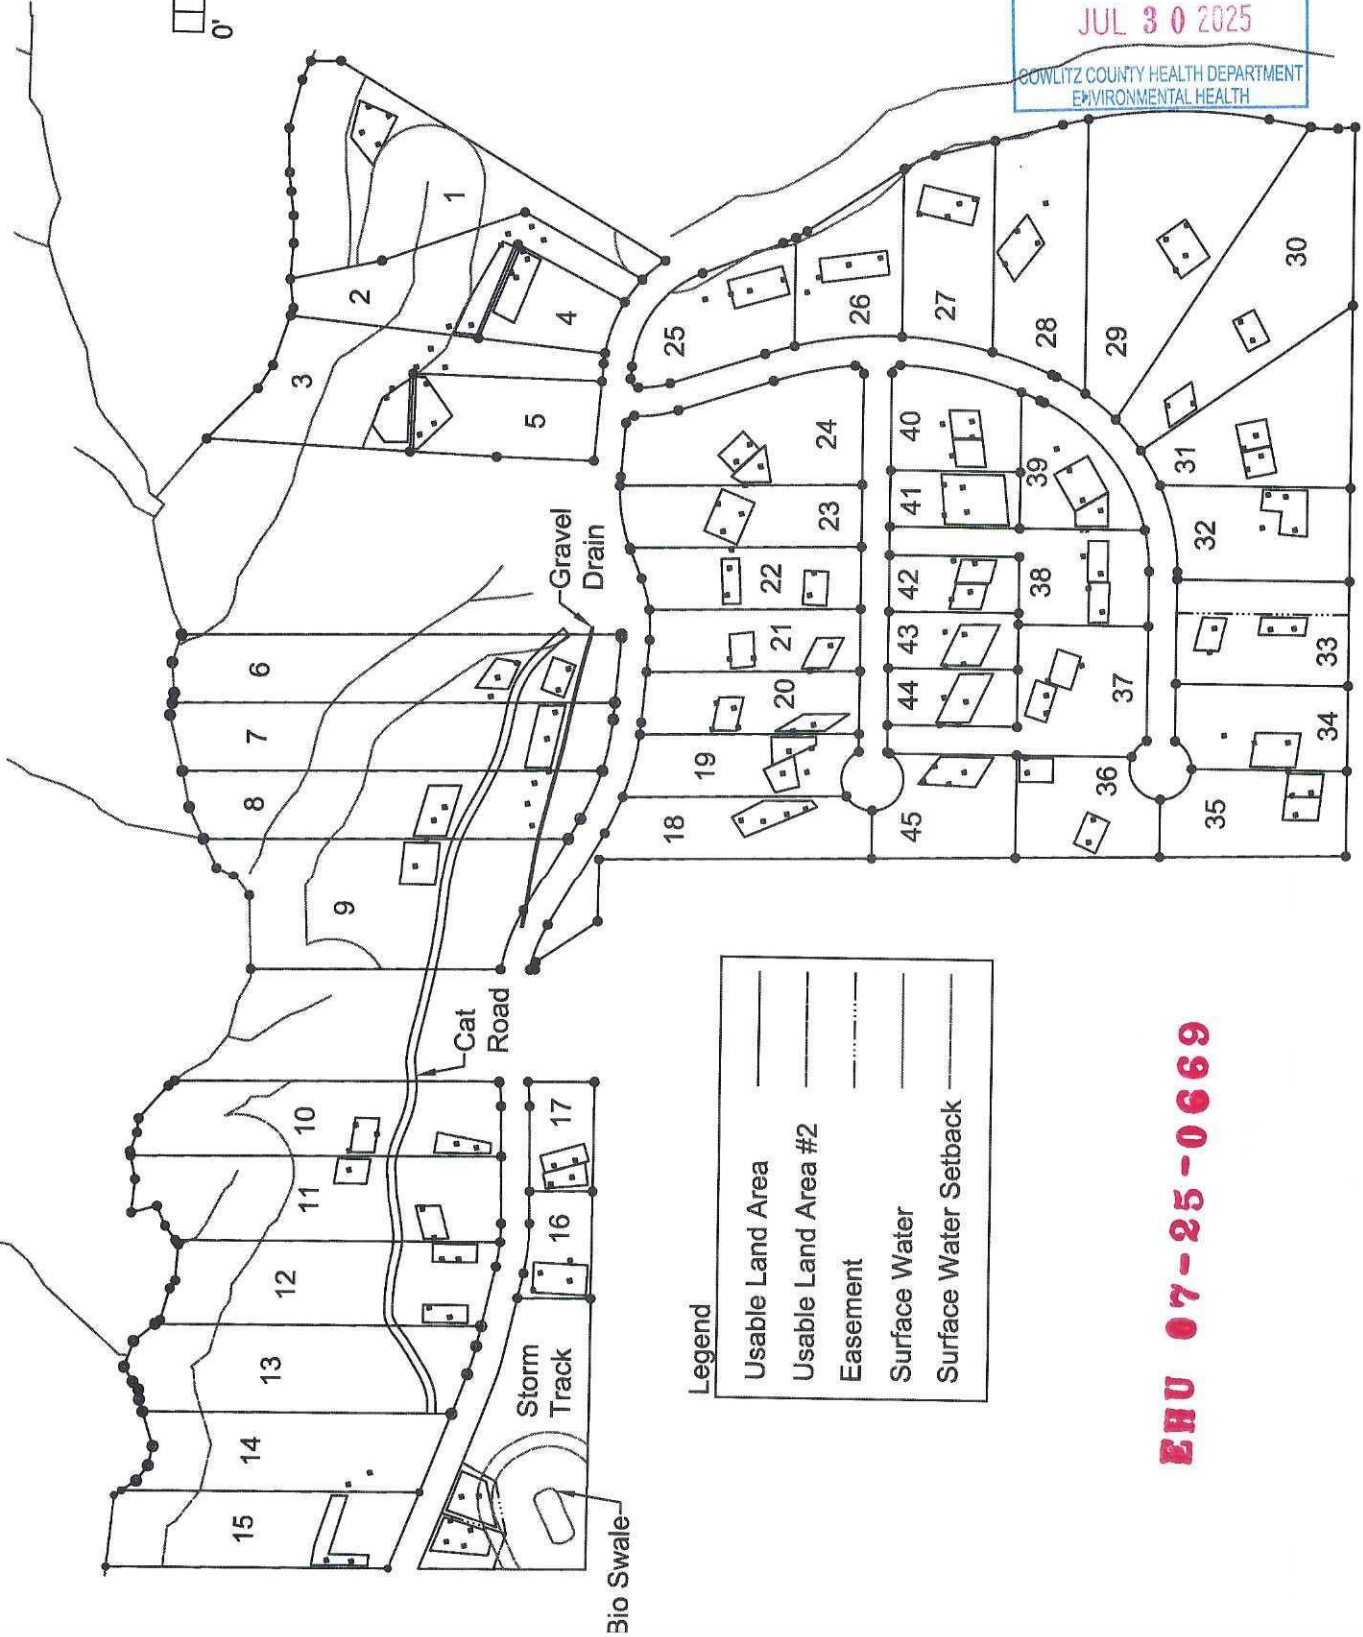 0'
JUL 30 2025
COWLITZ COUNTY HEALTH DEPARTMENT
ENVIRONMENTAL HEALTH
1
2
3
4
5
6
7
8
9
10
11
12
13
14
15
16
17
18
19
20
21
22
23
24
25
26
27
28
29
30
31
32
33
34
35
36
37
38
39
40
41
42
43
44
45
Gravel
Drain
Cat
Road
Storm
Track
Bio Swale
Legend
Usable Land Area
Usable Land Area #2
Easement
Surface Water
Surface Water Setback
EHU 07-25-0669